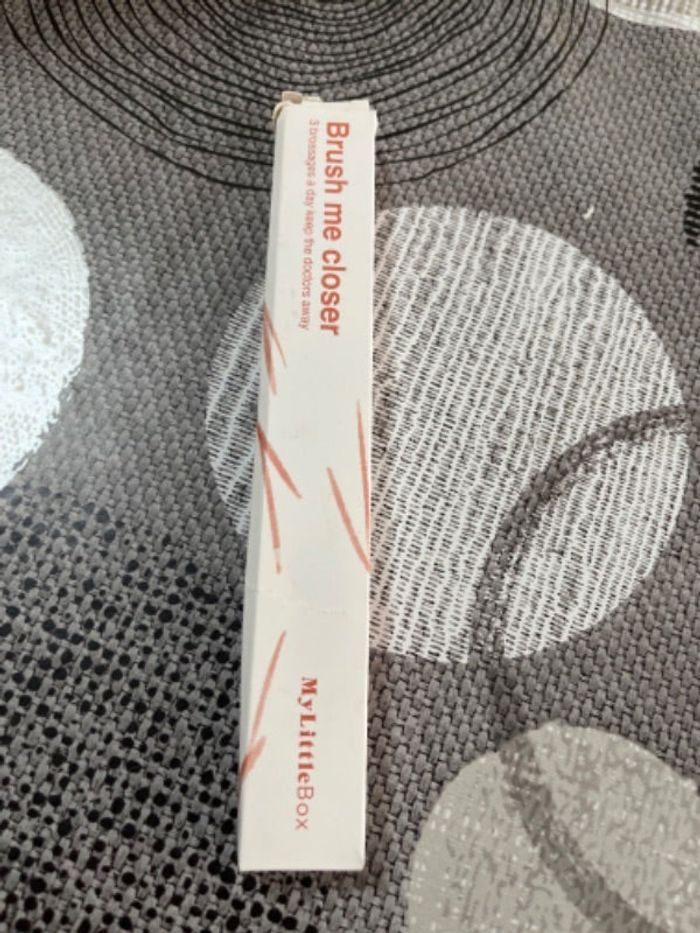 Brush me closer
3 brossages a day keep the doctors away
MyLittleBox